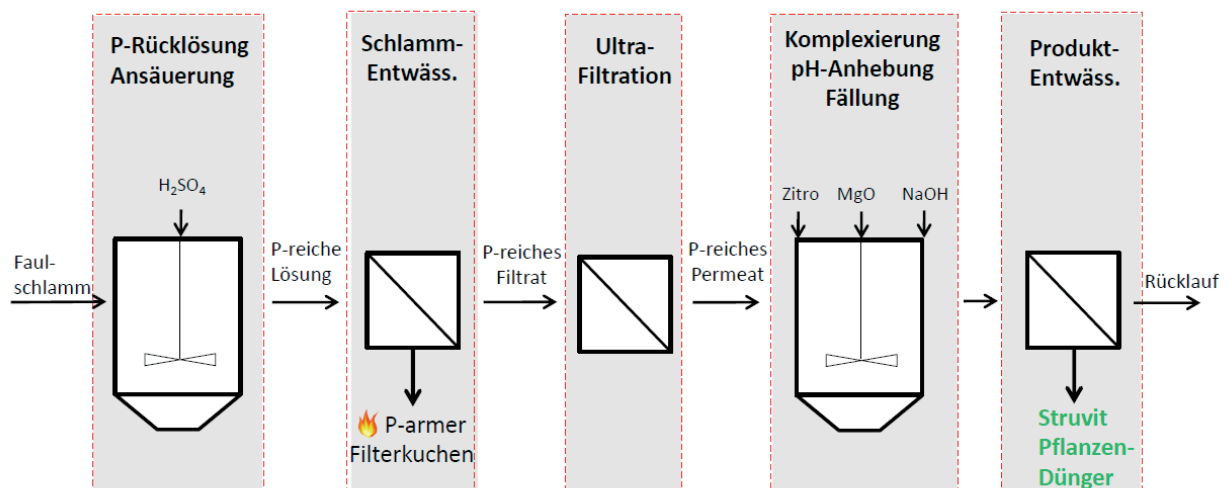 P-Rücklösung
Ansäuerung
Schlamm-
Entwäss.
Ultra-
Filtration
Komplexierung
pH-Anhebung
Fällung
Produkt-
Entwäss.
H₂SO₄
Zitro
MgO
NaOH
Faul-
schlamm
P-reiche
Lösung
P-reiches
Filtrat
P-reiches
Permeat
Rücklauf
🔥 P-armer
Filterkuchen
Struvit
Pflanzen-
Dünger